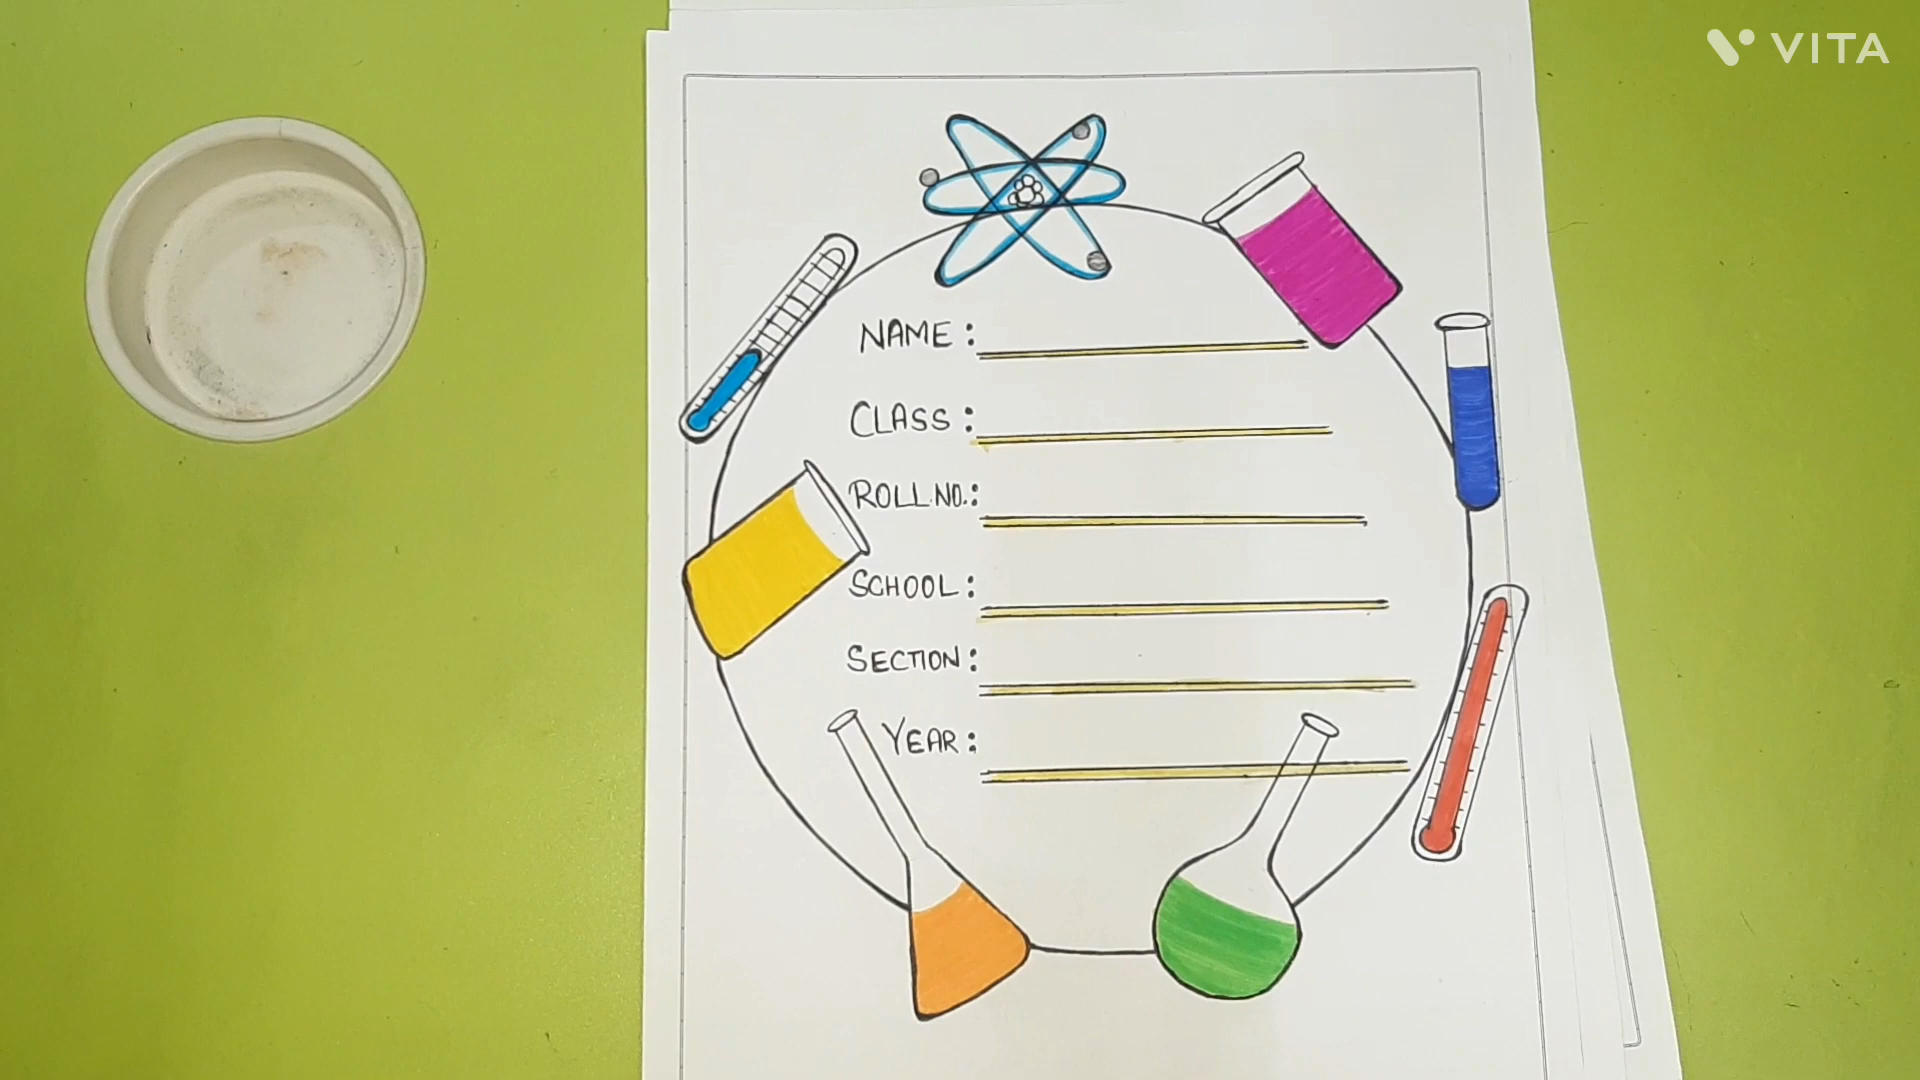 VITA
NAME :
CLASS :
ROLL.NO. :
SCHOOL :
SECTION :
YEAR :